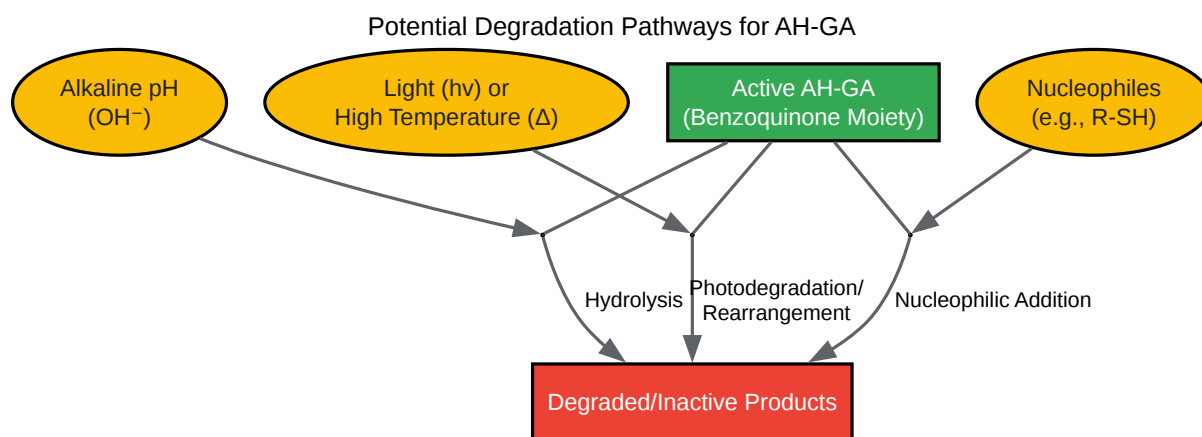 Potential Degradation Pathways for AH-GA
Alkaline pH
(OH⁻)
Light (hv) or
High Temperature (Δ)
Active AH-GA
(Benzoquinone Moiety)
Nucleophiles
(e.g., R-SH)
Hydrolysis
Photodegradation/
Rearrangement
Nucleophilic Addition
Degraded/Inactive Products